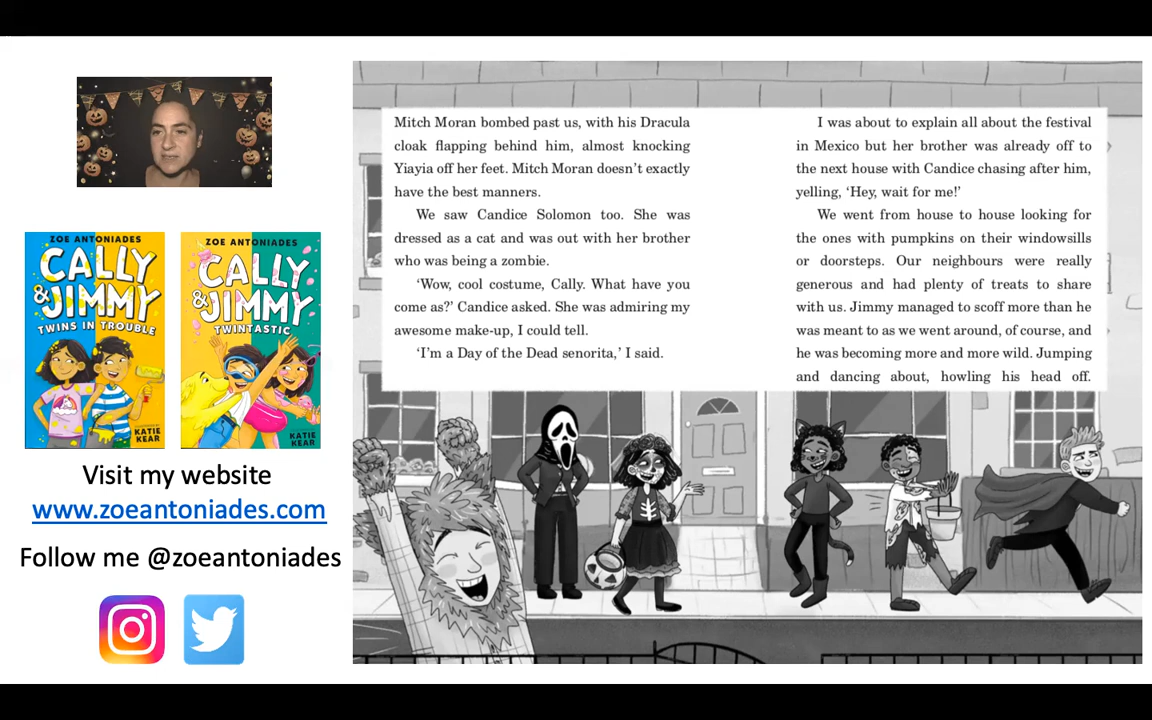 ZOE ANTONIADES
CALLY
& JIMMY
TWINS IN TROUBLE
ILLUSTRATED BY
KATIE
KEAR
ZOE ANTONIADES
CALLY
& JIMMY
TWINTASTIC
KATIE
KEAR
Visit my website
www.zoeantoniades.com
Follow me @zoeantoniades
Mitch Moran bombed past us, with his Dracula
cloak flapping behind him, almost knocking
Yiayia off her feet. Mitch Moran doesn’t exactly
have the best manners.
We saw Candice Solomon too. She was
dressed as a cat and was out with her brother
who was being a zombie.
‘Wow, cool costume, Cally. What have you
come as?’ Candice asked. She was admiring my
awesome make-up, I could tell.
‘I’m a Day of the Dead senorita,’ I said.
I was about to explain all about the festival
in Mexico but her brother was already off to
the next house with Candice chasing after him,
yelling, ‘Hey, wait for me!’
We went from house to house looking for
the ones with pumpkins on their windowsills
or doorsteps. Our neighbours were really
generous and had plenty of treats to share
with us. Jimmy managed to scoff more than he
was meant to as we went around, of course, and
he was becoming more and more wild. Jumping
and dancing about, howling his head off.